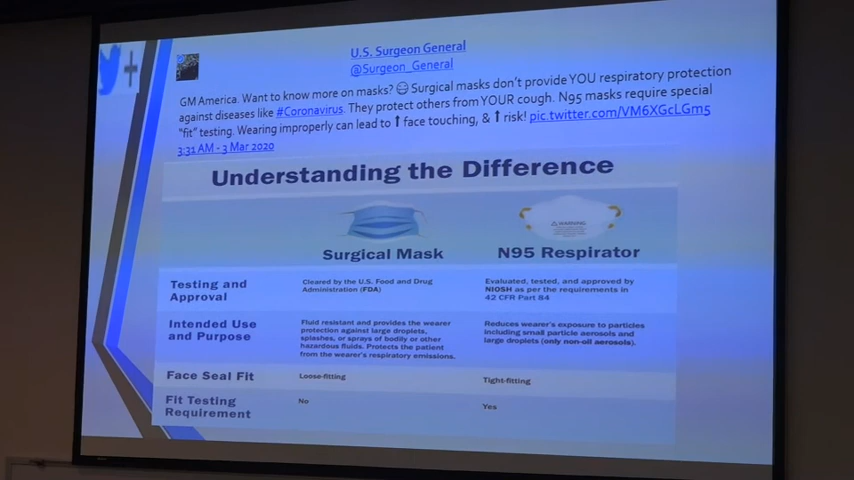 U.S. Surgeon General
@Surgeon_General
GM America. Want to know more on masks? 😷 Surgical masks don't provide YOU respiratory protection
against diseases like #Coronavirus. They protect others from YOUR cough. N95 masks require special
"fit" testing. Wearing improperly can lead to ⬆ face touching, & ⬆ risk! pic.twitter.com/VM6XGcLGm5
3:31 AM - 3 Mar 2020
Understanding the Difference
Surgical Mask
WARNING
N95 Respirator
Testing and
Approval
Cleared by the U.S. Food and Drug
Administration (FDA)
Evaluated, tested, and approved by
NIOSH as per the requirements in
42 CFR Part 84
Intended Use
and Purpose
Fluid resistant and provides the wearer
protection against large droplets,
splashes, or sprays of bodily or other
hazardous fluids. Protects the patient
from the wearer's respiratory emissions.
Reduces wearer's exposure to particles
including small particle aerosols and
large droplets (only non-oil aerosols).
Face Seal Fit
Loose-fitting
Tight-fitting
Fit Testing
Requirement
No
Yes